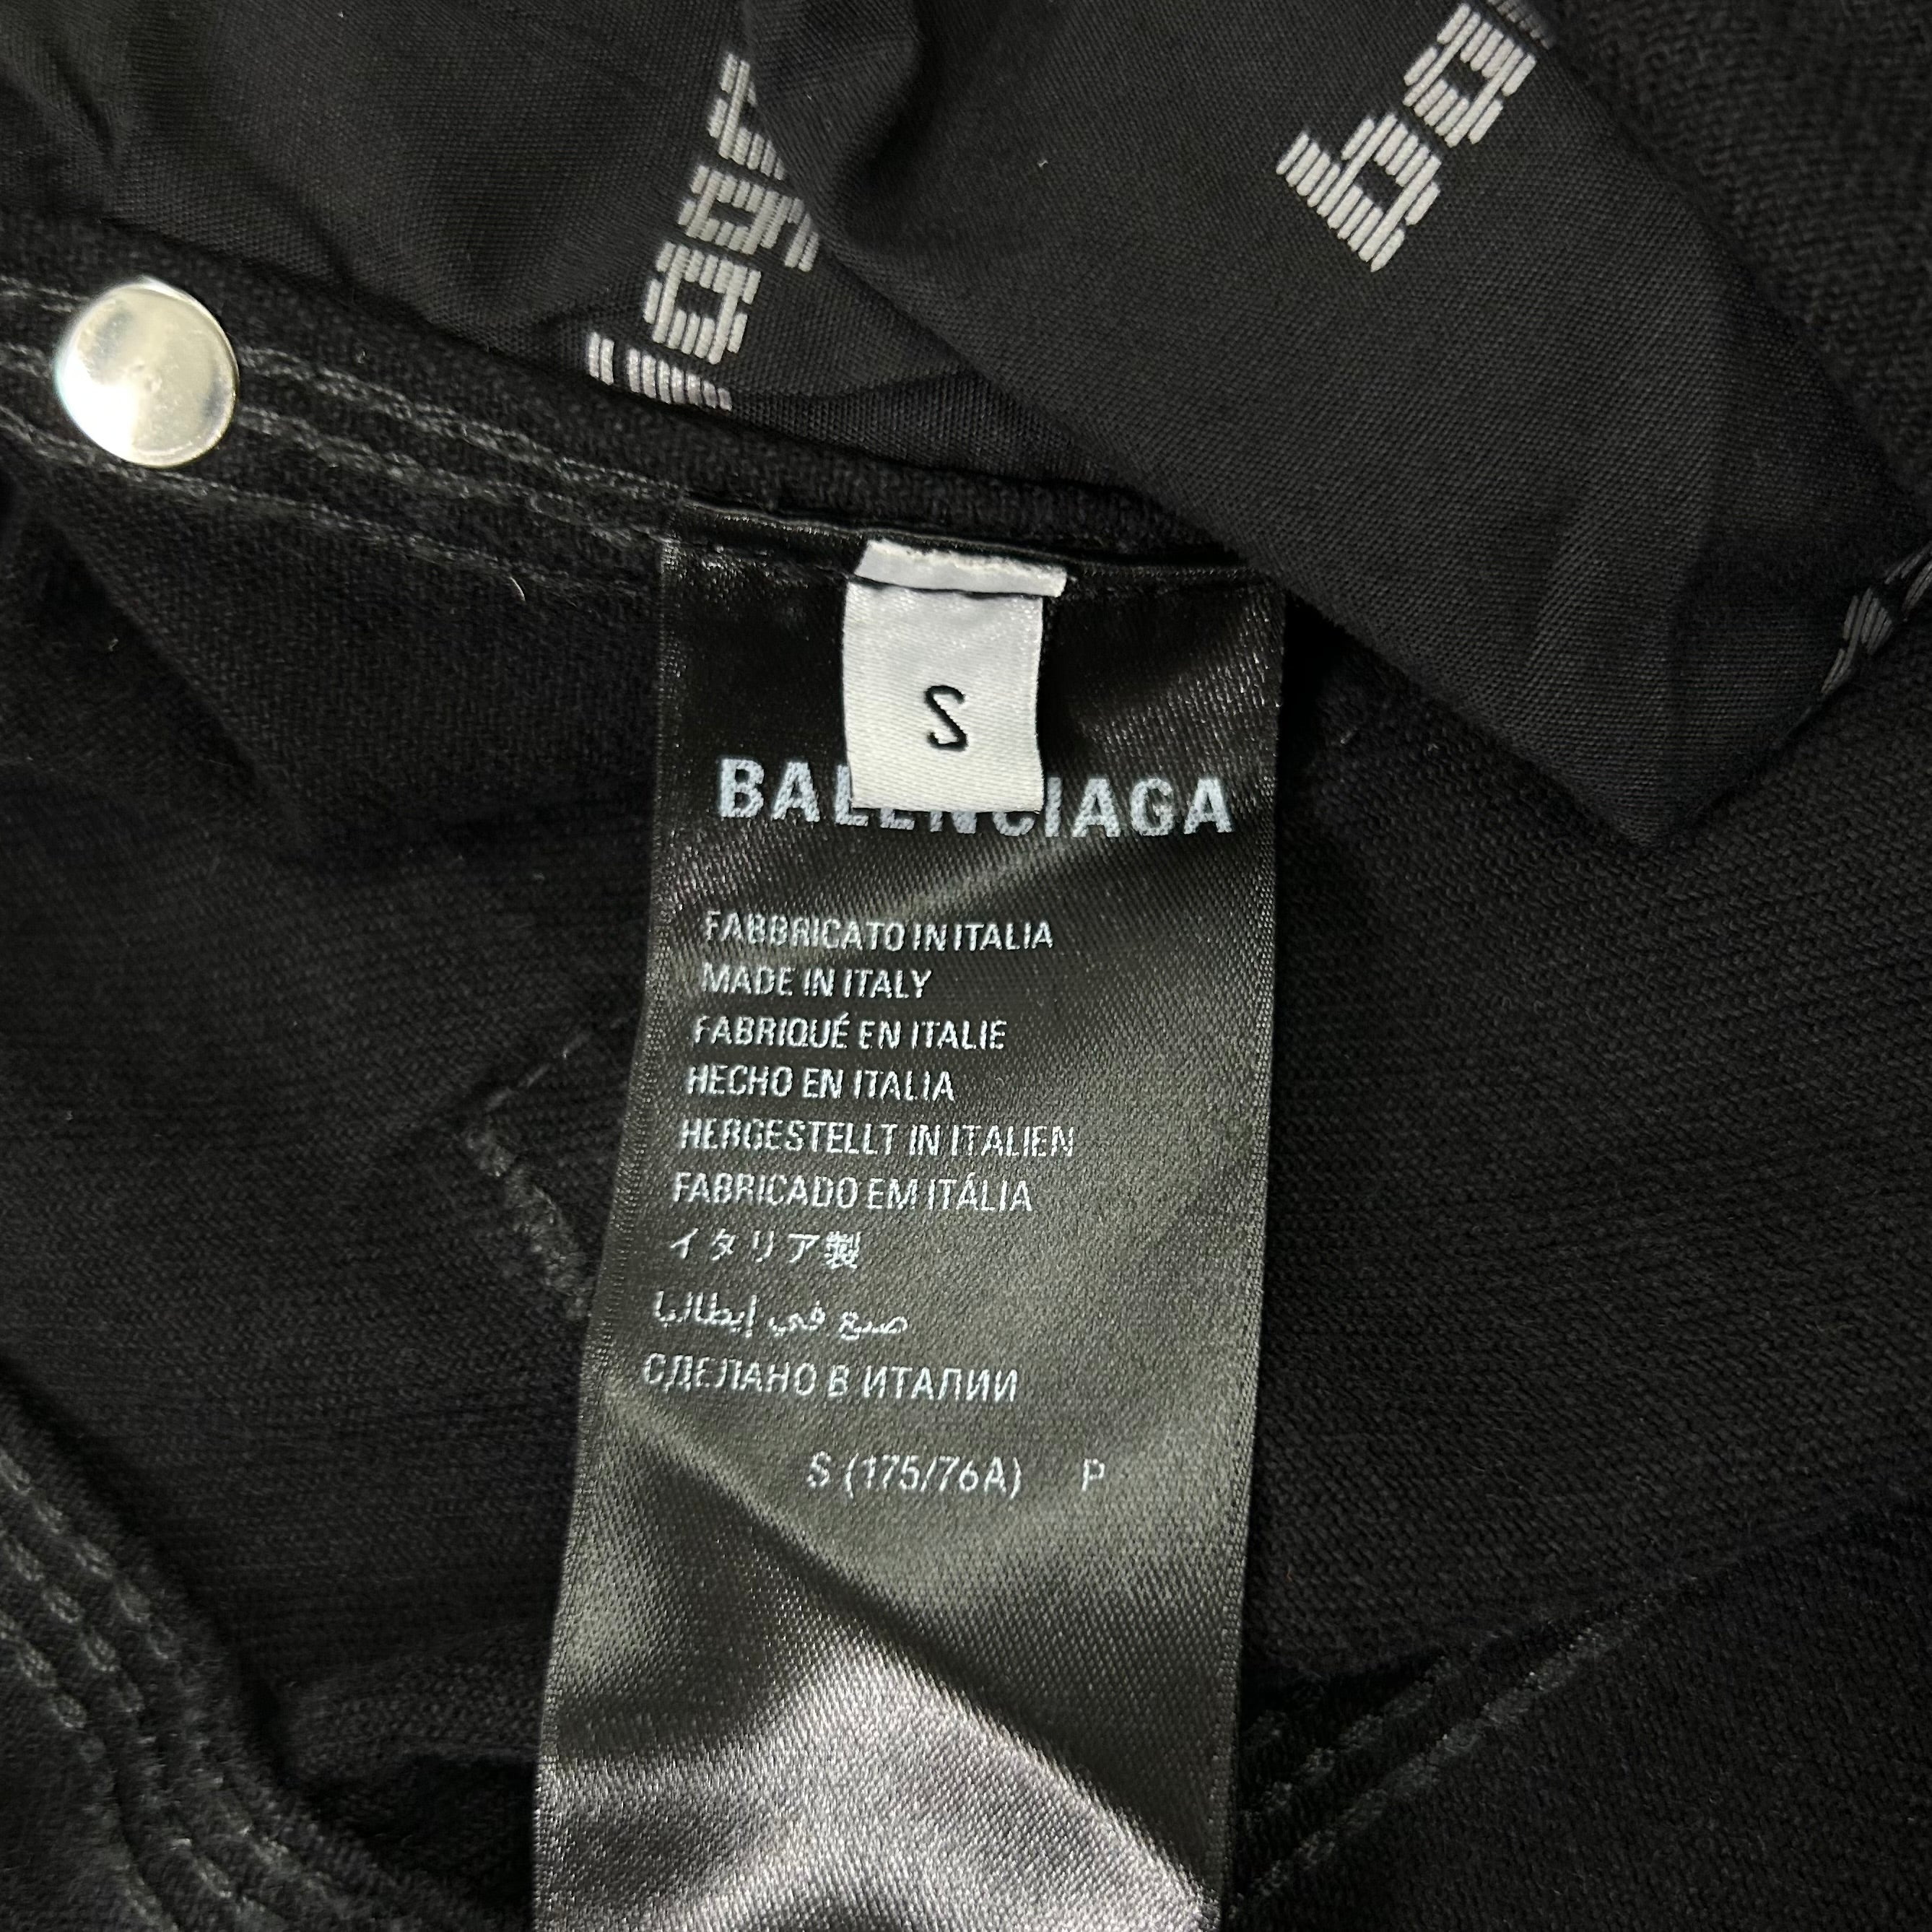 ba
S
BALENCIAGA
FABBRICATO IN ITALIA
MADE IN ITALY
FABRIQUÉ EN ITALIE
HECHO EN ITALIA
HERGESTELLT IN ITALIEN
FABRICADO EM ITÁLIA
イタリア製
صنع في إيطاليا
СДЕЛАНО В ИТАЛИИ
S (175/76A) P